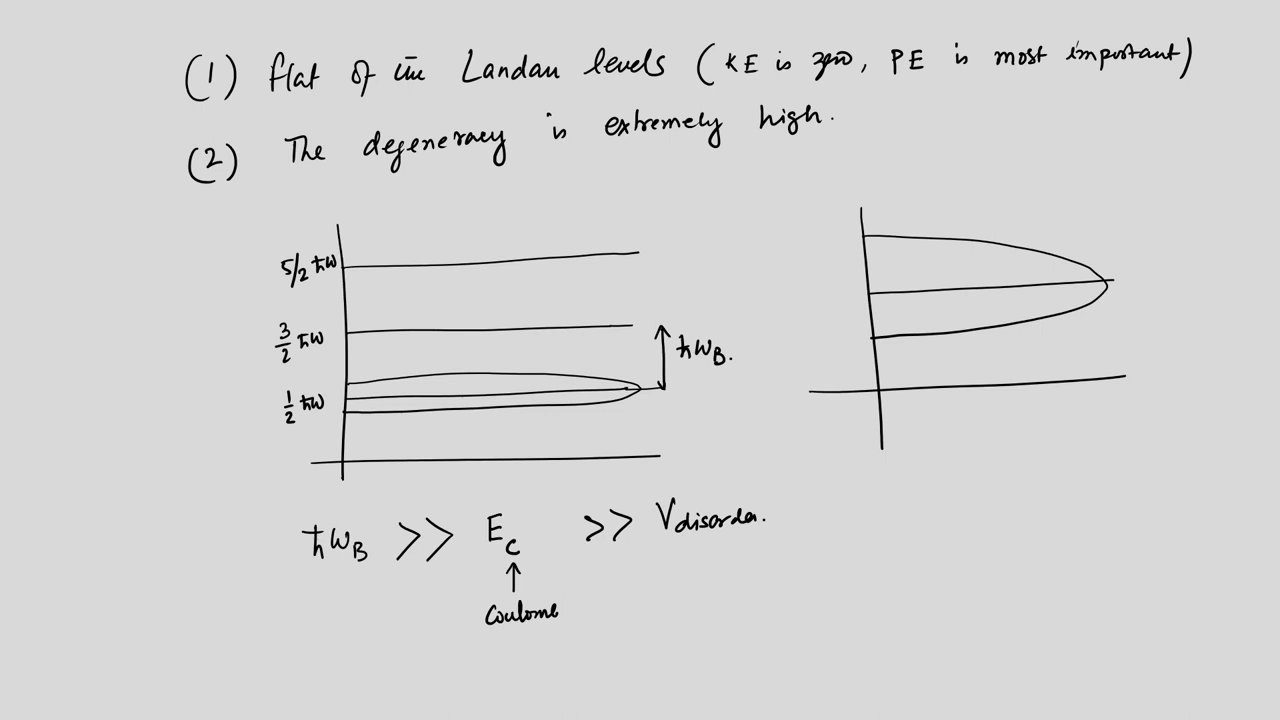 (1) flat of the Landau levels (KE is zero, PE is most important)
(2) The degeneracy is extremely high.
5/2 ħω
3/2 ħω
ħω_B.
1/2 ħω
ħω_B >> E_C >> V_disorder.
↑
Coulomb